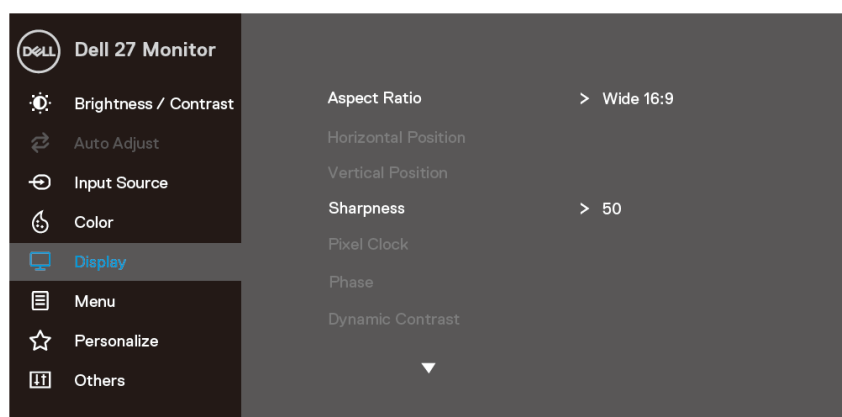 DELL Dell 27 Monitor
Brightness / Contrast
Auto Adjust
Input Source
Color
Display
Menu
Personalize
Others
Aspect Ratio > Wide 16:9
Horizontal Position
Vertical Position
Sharpness > 50
Pixel Clock
Phase
Dynamic Contrast